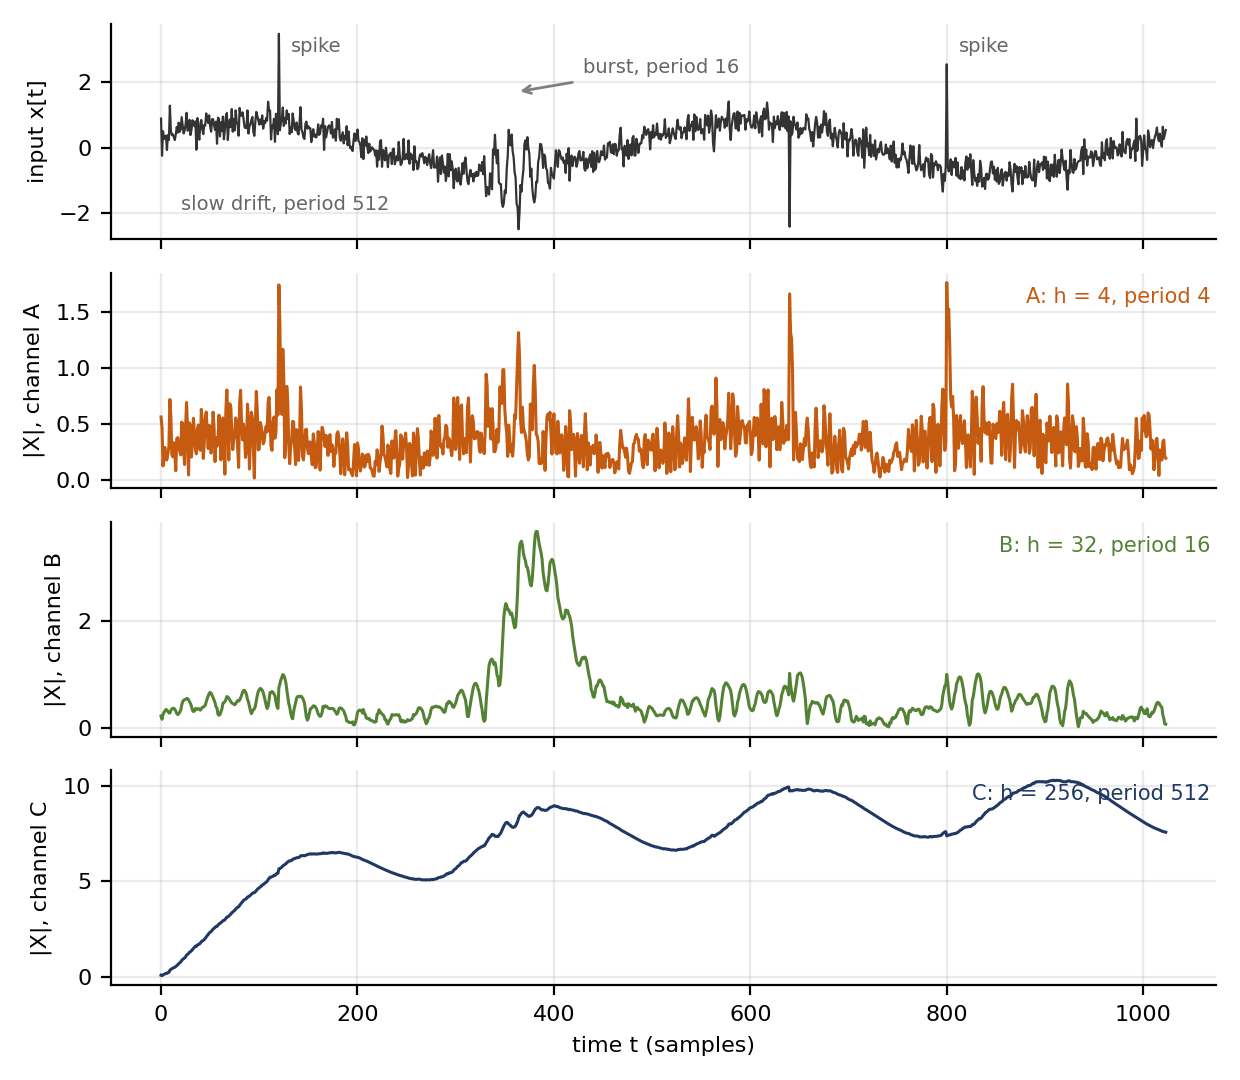 input x[t]
2
0
−2
spike
burst, period 16
spike
slow drift, period 512
|X|, channel A
1.5
1.0
0.5
0.0
A: h = 4, period 4
|X|, channel B
2
0
B: h = 32, period 16
|X|, channel C
10
5
0
C: h = 256, period 512
0 200 400 600 800 1000
time t (samples)